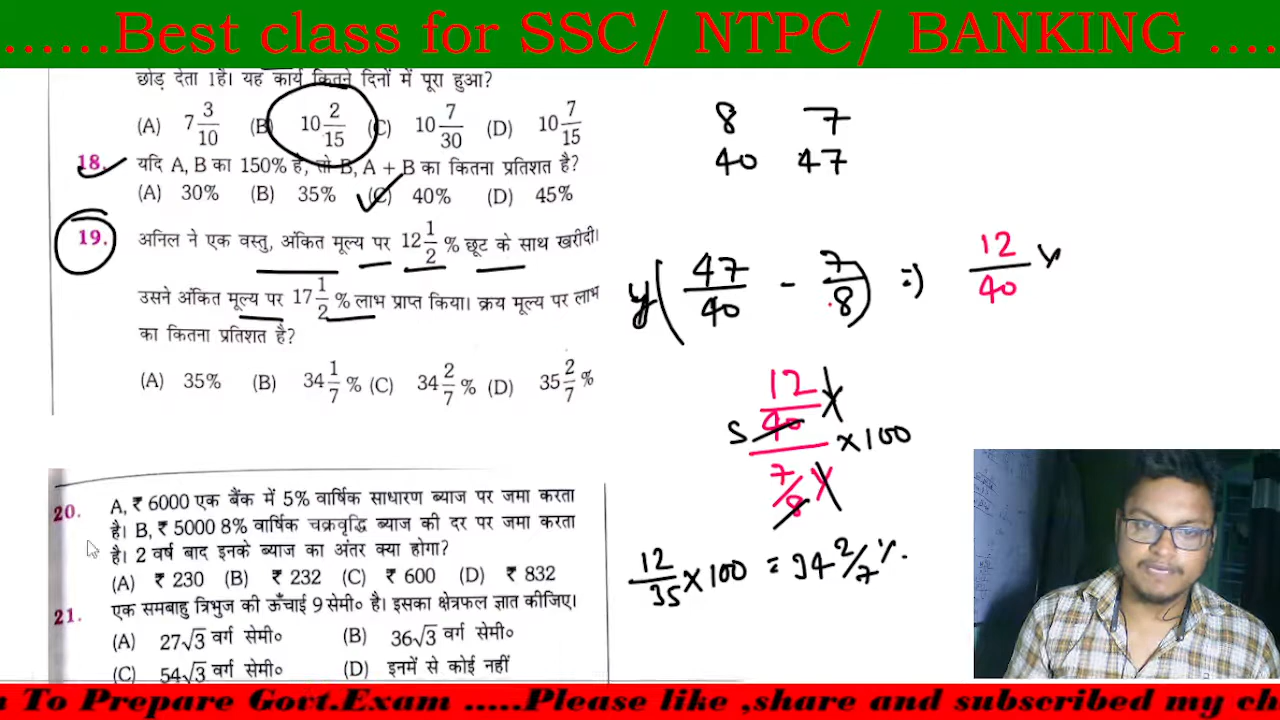 ......Best class for SSC/ NTPC/ BANKING ....
छोड़ देता 1है। यह कार्य कितने दिनों में पूरा हुआ?
(A) 7 3/10 (B) 10 2/15 (C) 10 7/30 (D) 10 7/15
18. यदि A, B का 150% है, तो B, A + B का कितना प्रतिशत है?
(A) 30% (B) 35% (C) 40% (D) 45%
19. अनिल ने एक वस्तु, अंकित मूल्य पर 12 1/2 % छूट के साथ खरीदी।
उसने अंकित मूल्य पर 17 1/2 % लाभ प्राप्त किया। क्रय मूल्य पर लाभ
का कितना प्रतिशत है?
(A) 35% (B) 34 1/7 % (C) 34 2/7 % (D) 35 2/7 %
20. A, ₹ 6000 एक बैंक में 5% वार्षिक साधारण ब्याज पर जमा करता
है। B, ₹ 5000 8% वार्षिक चक्रवृद्धि ब्याज की दर पर जमा करता
है। 2 वर्ष बाद इनके ब्याज का अंतर क्या होगा?
(A) ₹ 230 (B) ₹ 232 (C) ₹ 600 (D) ₹ 832
21. एक समबाहु त्रिभुज की ऊँचाई 9 सेमी० है। इसका क्षेत्रफल ज्ञात कीजिए।
(A) 27√3 वर्ग सेमी० (B) 36√3 वर्ग सेमी०
(C) 54√3 वर्ग सेमी० (D) इनमें से कोई नहीं
8 7
40 47
y(47/40 - 7/8) => 12/40 y
5 12/40 y
7/8 y × 100
12/35 × 100 = 34 2/7 %.
To Prepare Govt.Exam ......Please like ,share and subscribed my ch